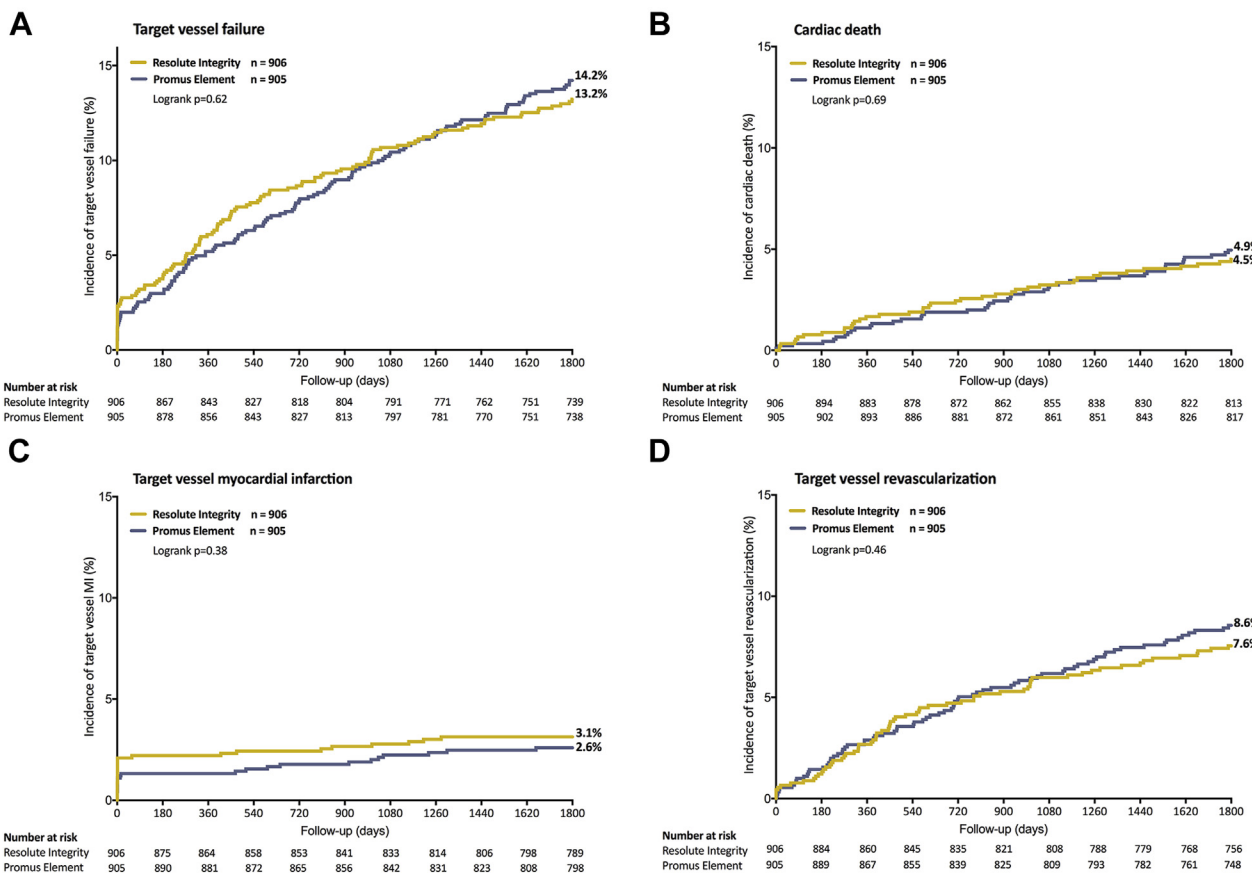 A
Target vessel failure
Resolute Integrity n = 906
Promus Element n = 905
Logrank p=0.62
Incidence of target vessel failure (%)
15
10
5
0
14.2%
13.2%
0 180 360 540 720 900 1080 1260 1440 1620 1800
Follow-up (days)
Number at risk
Resolute Integrity 906 867 843 827 818 804 791 771 762 751 739
Promus Element 905 878 856 843 827 813 797 781 770 751 738
B
Cardiac death
Resolute Integrity n = 906
Promus Element n = 905
Logrank p=0.69
Incidence of cardiac death (%)
15
10
5
0
4.9%
4.5%
0 180 360 540 720 900 1080 1260 1440 1620 1800
Follow-up (days)
Number at risk
Resolute Integrity 906 894 883 878 872 862 855 838 830 822 813
Promus Element 905 902 893 886 881 872 861 851 843 826 817
C
Target vessel myocardial infarction
Resolute Integrity n = 906
Promus Element n = 905
Logrank p=0.38
Incidence of target vessel MI (%)
15
10
5
0
3.1%
2.6%
0 180 360 540 720 900 1080 1260 1440 1620 1800
Follow-up (days)
Number at risk
Resolute Integrity 906 875 864 858 853 841 833 814 806 798 789
Promus Element 905 890 881 872 865 856 842 831 823 808 798
D
Target vessel revascularization
Resolute Integrity n = 906
Promus Element n = 905
Logrank p=0.46
Incidence of target vessel revascularization (%)
15
10
5
0
8.6%
7.6%
0 180 360 540 720 900 1080 1260 1440 1620 1800
Follow-up (days)
Number at risk
Resolute Integrity 906 884 860 845 835 821 808 788 779 768 756
Promus Element 905 889 867 855 839 825 809 793 782 761 748